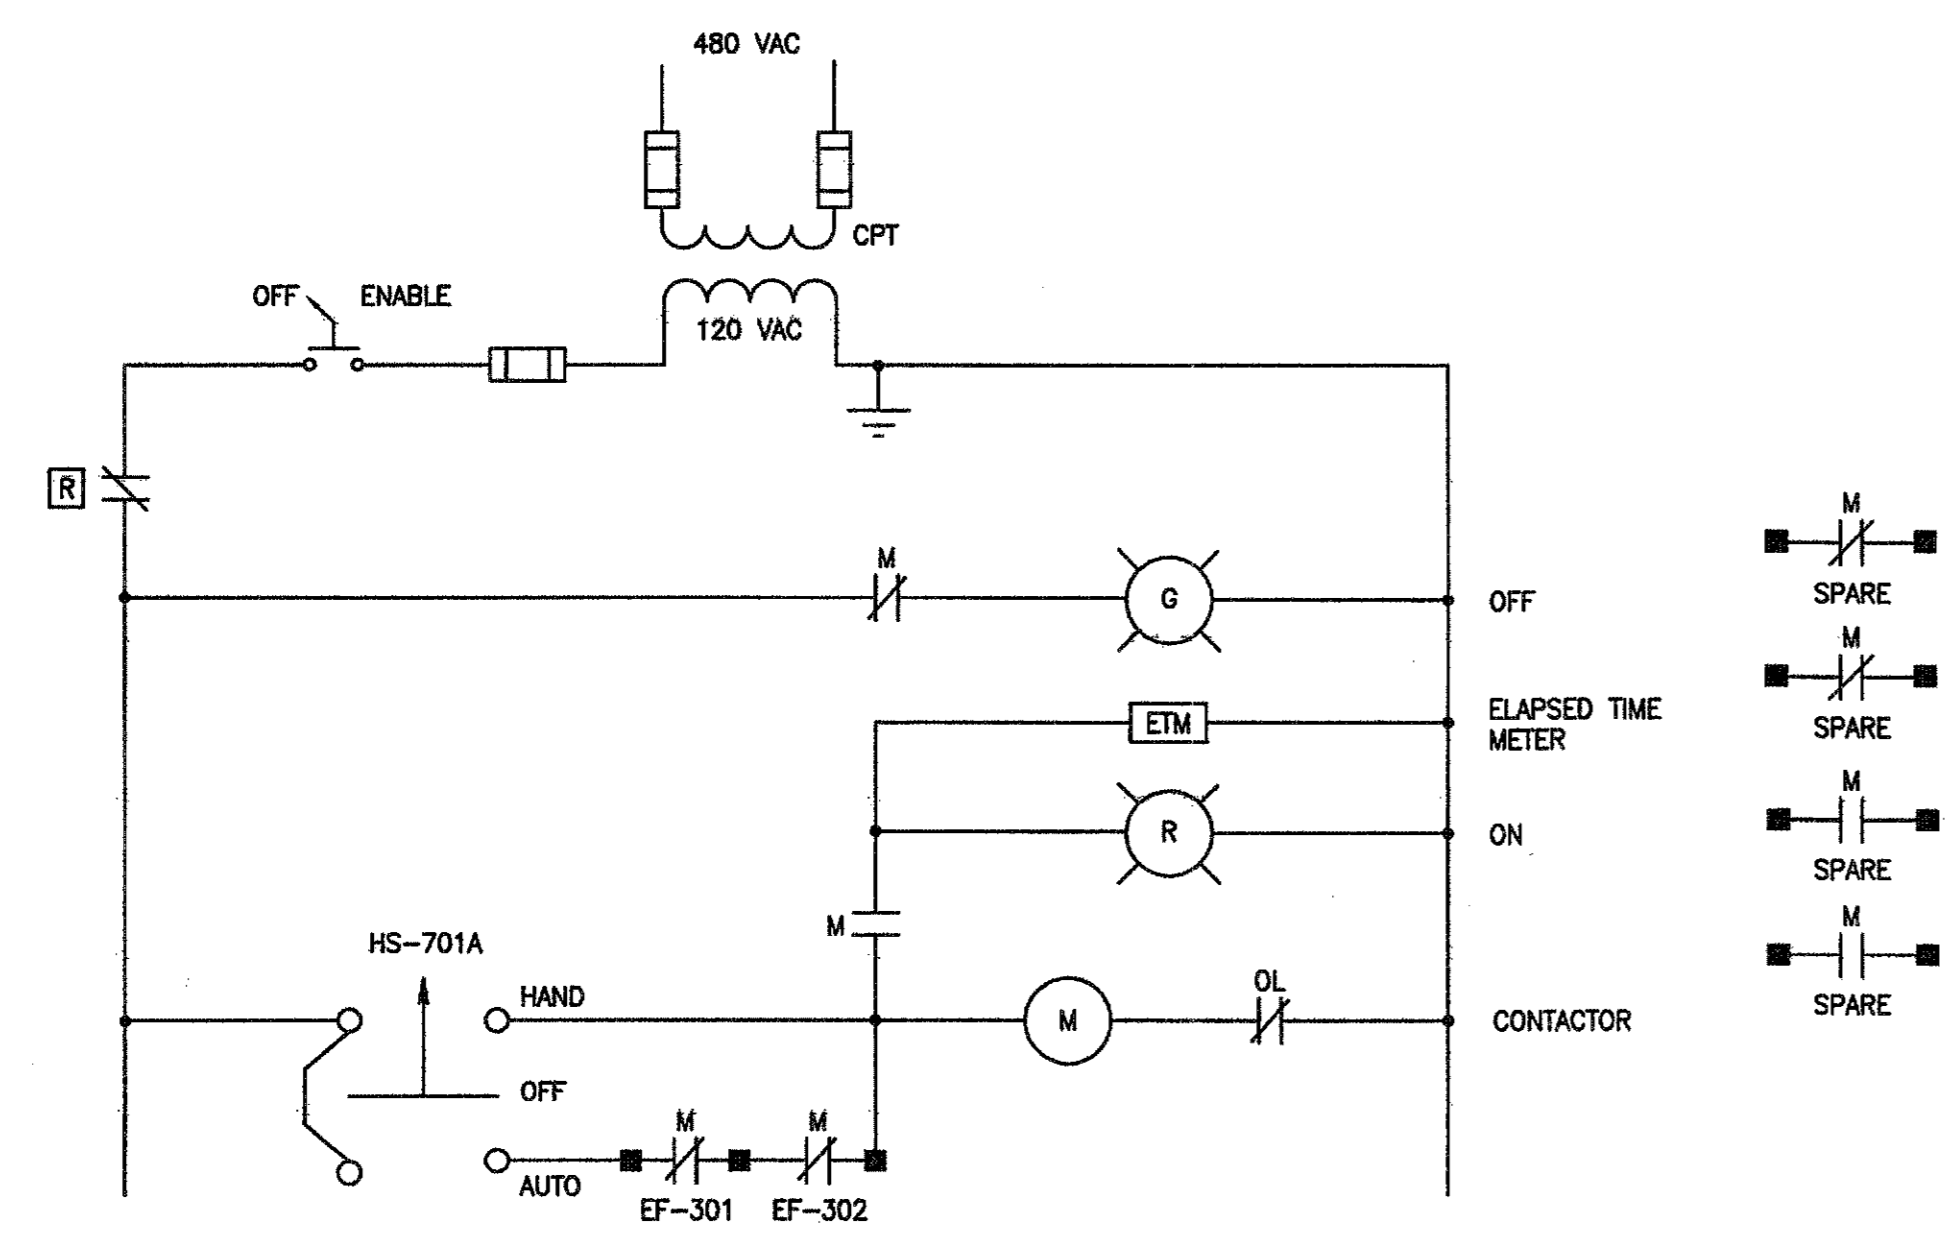 480 VAC
CPT
OFF
ENABLE
120 VAC
R
M
G
OFF
M
SPARE
M
SPARE
ETM
ELAPSED TIME
METER
R
ON
M
SPARE
M
HS-701A
HAND
M
OL
CONTACTOR
M
SPARE
OFF
M
M
AUTO
EF-301
EF-302